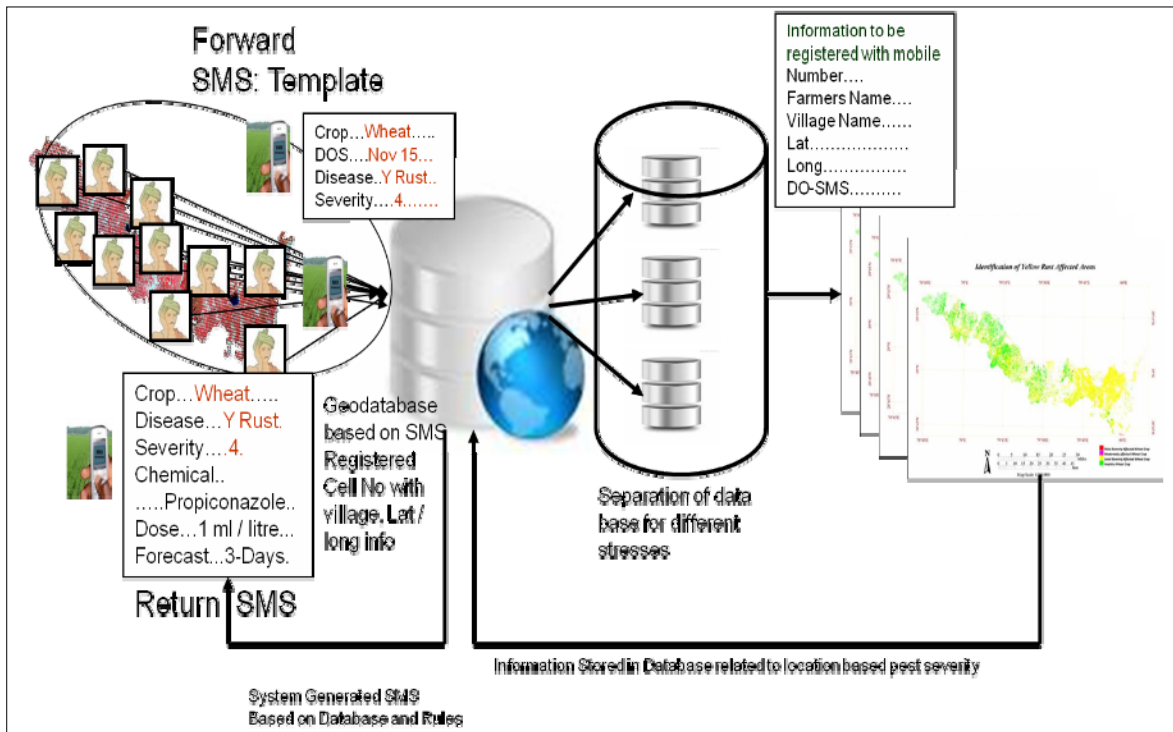 Forward
SMS: Template
Crop...Wheat.....
DOS....Nov 15...
Disease..Y Rust..
Severity....4.......
Information to be
registered with mobile
Number....
Farmers Name....
Village Name......
Lat...................
Long................
DO-SMS..........
Crop...Wheat.....
Disease...Y Rust.
Severity....4.
Chemical..
.....Propiconazole..
Dose...1 ml / litre...
Forecast...3-Days.
Return SMS
Geodatabase
based on SMS
Registered
Cell No with
village. Lat /
long info
Separation of data
base for different
stresses
Identification of Yellow Rust Affected Areas
N
Information Stored in Database related to location based pest severity
System Generated SMS
Based on Database and Rules